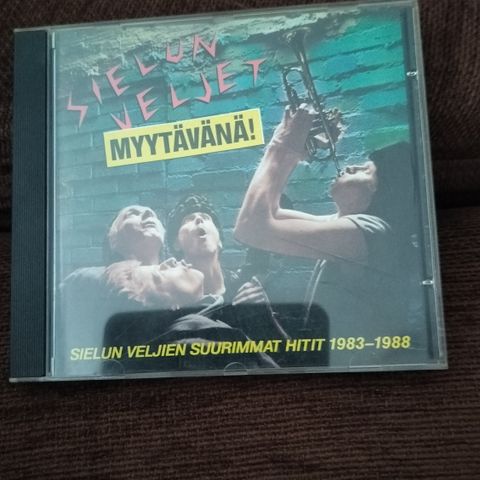 SIELUN
VELJET
MYYTÄVÄNÄ!
SIELUN VELJIEN SUURIMMAT HITIT 1983–1988